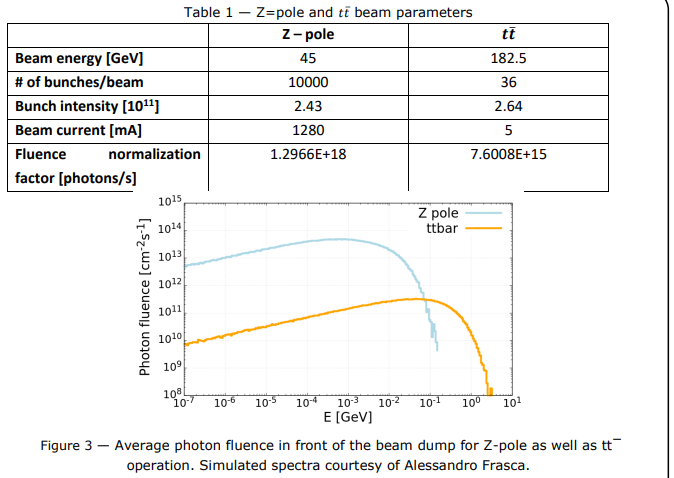 Table 1 — Z=pole and tt̄ beam parameters
Z – pole tt̄
Beam energy [GeV] 45 182.5
# of bunches/beam 10000 36
Bunch intensity [10¹¹] 2.43 2.64
Beam current [mA] 1280 5
Fluence normalization 1.2966E+18 7.6008E+15
factor [photons/s]
Photon fluence [cm⁻²s⁻¹]
10¹⁵
10¹⁴
10¹³
10¹²
10¹¹
10¹⁰
10⁹
10⁸
Z pole
ttbar
10⁻⁷ 10⁻⁶ 10⁻⁵ 10⁻⁴ 10⁻³ 10⁻² 10⁻¹ 10⁰ 10¹
E [GeV]
Figure 3 — Average photon fluence in front of the beam dump for Z-pole as well as tt¯
operation. Simulated spectra courtesy of Alessandro Frasca.